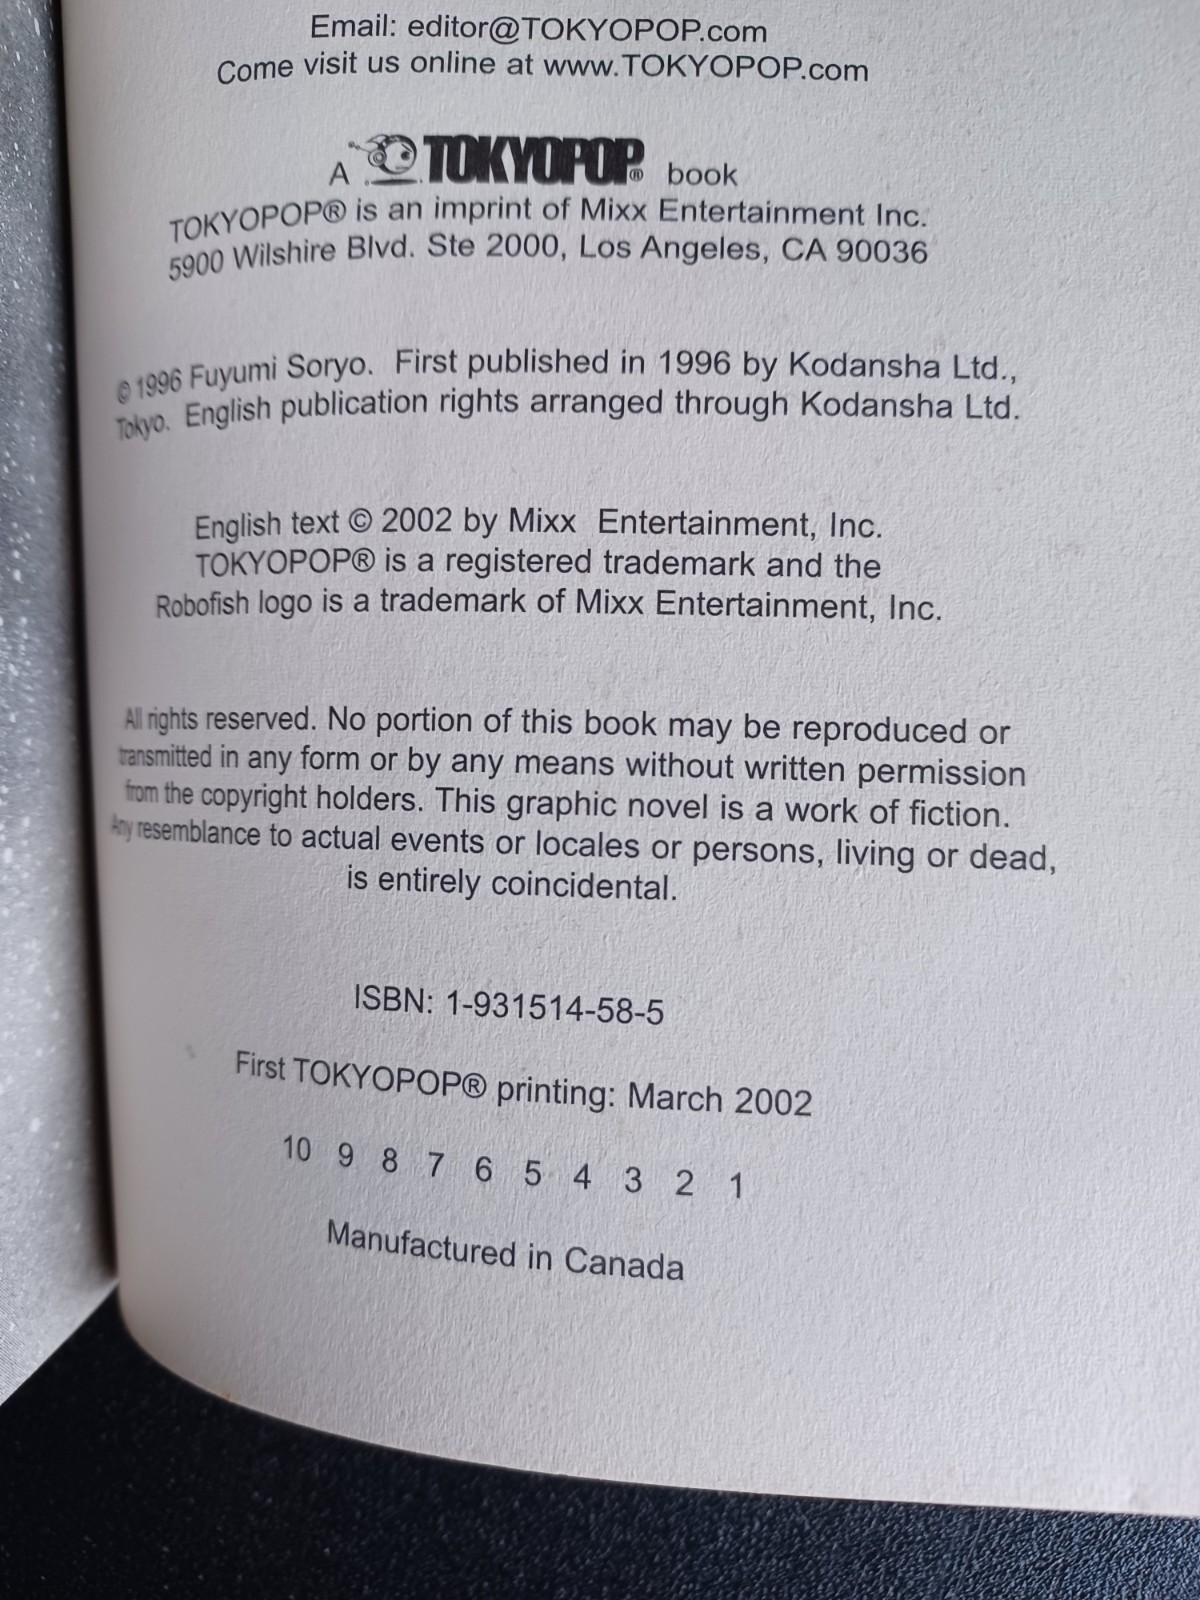 Email: editor@TOKYOPOP.com
Come visit us online at www.TOKYOPOP.com
A TOKYOPOP® book
TOKYOPOP® is an imprint of Mixx Entertainment Inc.
5900 Wilshire Blvd. Ste 2000, Los Angeles, CA 90036
© 1996 Fuyumi Soryo. First published in 1996 by Kodansha Ltd.,
Tokyo. English publication rights arranged through Kodansha Ltd.
English text © 2002 by Mixx Entertainment, Inc.
TOKYOPOP® is a registered trademark and the
Robofish logo is a trademark of Mixx Entertainment, Inc.
All rights reserved. No portion of this book may be reproduced or
transmitted in any form or by any means without written permission
from the copyright holders. This graphic novel is a work of fiction.
Any resemblance to actual events or locales or persons, living or dead,
is entirely coincidental.
ISBN: 1-931514-58-5
First TOKYOPOP® printing: March 2002
10 9 8 7 6 5 4 3 2 1
Manufactured in Canada